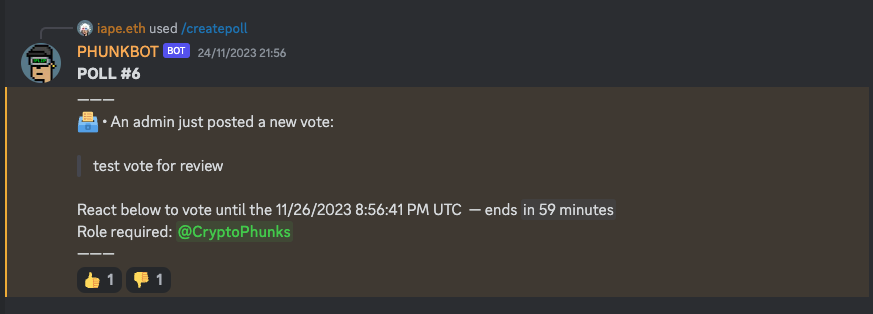 iape.eth used /createpoll
PHUNKBOT BOT 24/11/2023 21:56
POLL #6
———
• An admin just posted a new vote:
test vote for review
React below to vote until the 11/26/2023 8:56:41 PM UTC — ends in 59 minutes
Role required: @CryptoPhunks
———
👍 1 👎 1